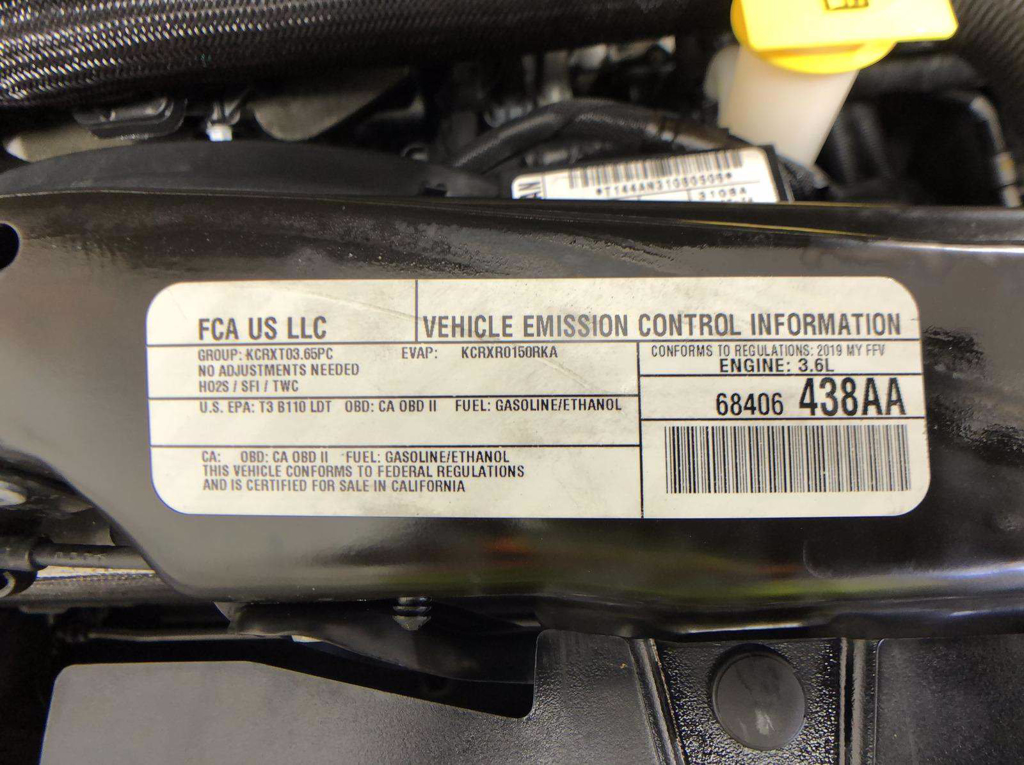 *T144AN31080S05*
3108A
FCA US LLC
VEHICLE EMISSION CONTROL INFORMATION
GROUP: KCRXT03.65PC EVAP: KCRXR0150RKA
NO ADJUSTMENTS NEEDED
HO2S / SFI / TWC
CONFORMS TO REGULATIONS: 2019 MY FFV
ENGINE: 3.6L
U.S. EPA: T3 B110 LDT OBD: CA OBD II FUEL: GASOLINE/ETHANOL
68406 438AA
CA: OBD: CA OBD II FUEL: GASOLINE/ETHANOL
THIS VEHICLE CONFORMS TO FEDERAL REGULATIONS
AND IS CERTIFIED FOR SALE IN CALIFORNIA